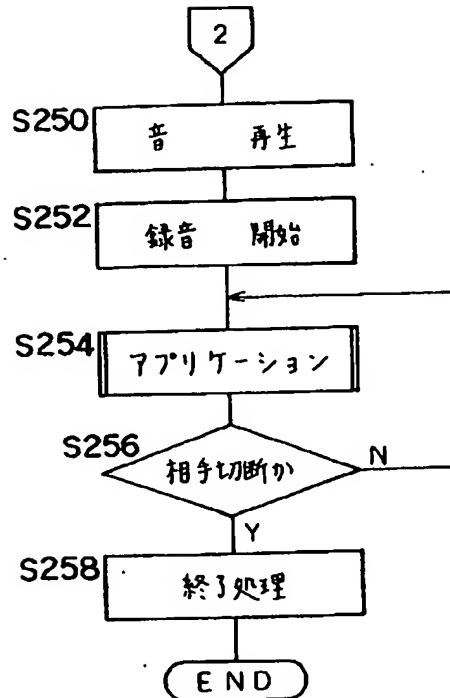 2
S250
音 再生
S252
録音 開始
S254
アプリケーション
S256
相手切断か
N
Y
S258
終了処理
END